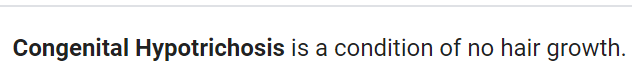 Congenital Hypotrichosis is a condition of no hair growth.